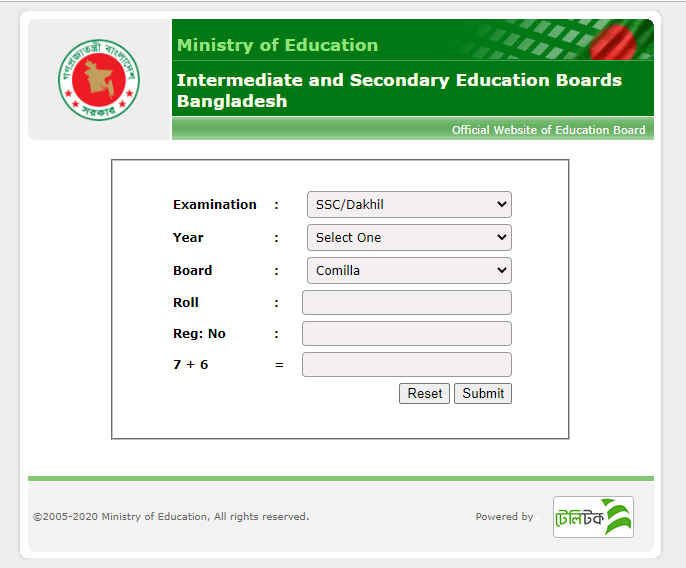 গণপ্রজাতন্ত্রী বাংলাদেশ
সরকার
Ministry of Education
Intermediate and Secondary Education Boards
Bangladesh
Official Website of Education Board
Examination : SSC/Dakhil
Year : Select One
Board : Comilla
Roll :
Reg: No :
7 + 6 =
Reset Submit
©2005-2020 Ministry of Education, All rights reserved.
Powered by
টেলিটক